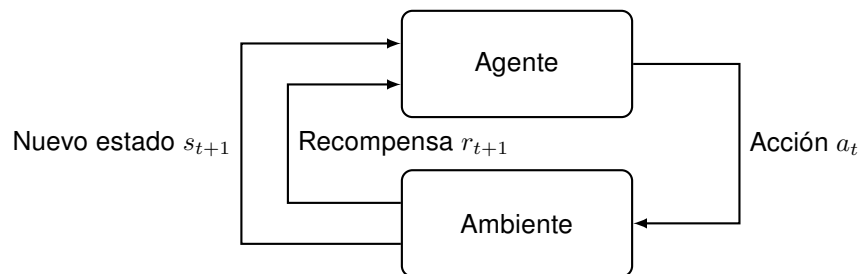 Agente
Nuevo estado s_{t+1}
Recompensa r_{t+1}
Acción a_t
Ambiente